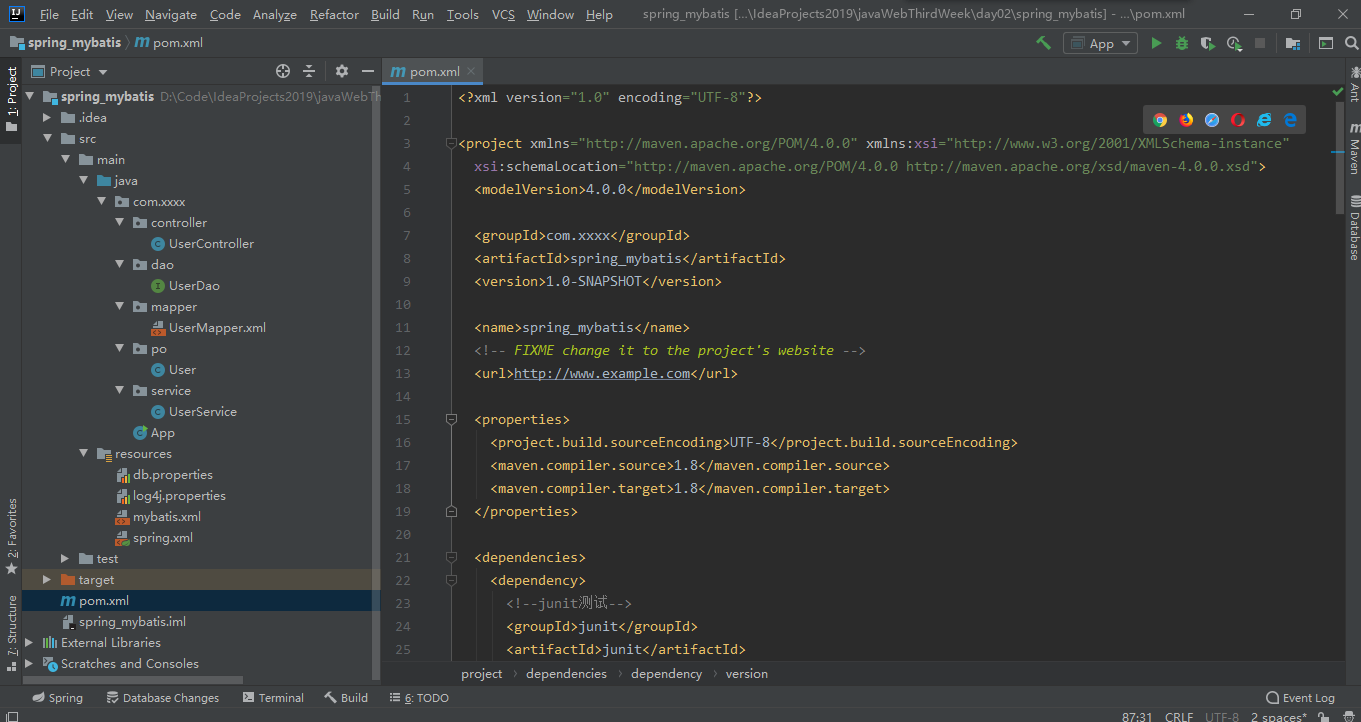 File Edit View Navigate Code Analyze Refactor Build Run Tools VCS Window Help spring_mybatis [...\IdeaProjects2019\javaWebThirdWeek\day02\spring_mybatis] - ...\pom.xml
spring_mybatis pom.xml App
1: Project
2: Favorites
7: Structure
Project
spring_mybatis D:\Code\IdeaProjects2019\javaWebTh
.idea
src
main
java
com.xxxx
controller
UserController
dao
UserDao
mapper
UserMapper.xml
po
User
service
UserService
App
resources
db.properties
log4j.properties
mybatis.xml
spring.xml
test
target
pom.xml
spring_mybatis.iml
External Libraries
Scratches and Consoles
pom.xml
1 <?xml version="1.0" encoding="UTF-8"?>
2
3 <project xmlns="http://maven.apache.org/POM/4.0.0" xmlns:xsi="http://www.w3.org/2001/XMLSchema-instance"
4 xsi:schemaLocation="http://maven.apache.org/POM/4.0.0 http://maven.apache.org/xsd/maven-4.0.0.xsd">
5 <modelVersion>4.0.0</modelVersion>
6
7 <groupId>com.xxxx</groupId>
8 <artifactId>spring_mybatis</artifactId>
9 <version>1.0-SNAPSHOT</version>
10
11 <name>spring_mybatis</name>
12 <!-- FIXME change it to the project's website -->
13 <url>http://www.example.com</url>
14
15 <properties>
16 <project.build.sourceEncoding>UTF-8</project.build.sourceEncoding>
17 <maven.compiler.source>1.8</maven.compiler.source>
18 <maven.compiler.target>1.8</maven.compiler.target>
19 </properties>
20
21 <dependencies>
22 <dependency>
23 <!--junit测试-->
24 <groupId>junit</groupId>
25 <artifactId>junit</artifactId>
project dependencies dependency version
Ant
Maven
Database
Spring Database Changes Terminal Build 6: TODO Event Log
87:31 CRLF UTF-8 2 spaces*